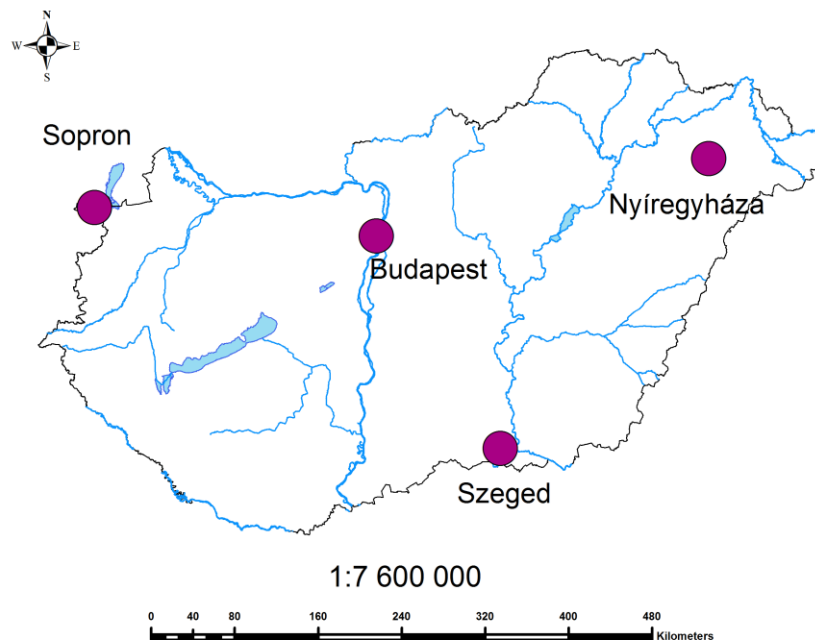 N
W E
S
Sopron
Nyíregyháza
Budapest
Szeged
1:7 600 000
0 40 80 160 240 320 400 480
Kilometers